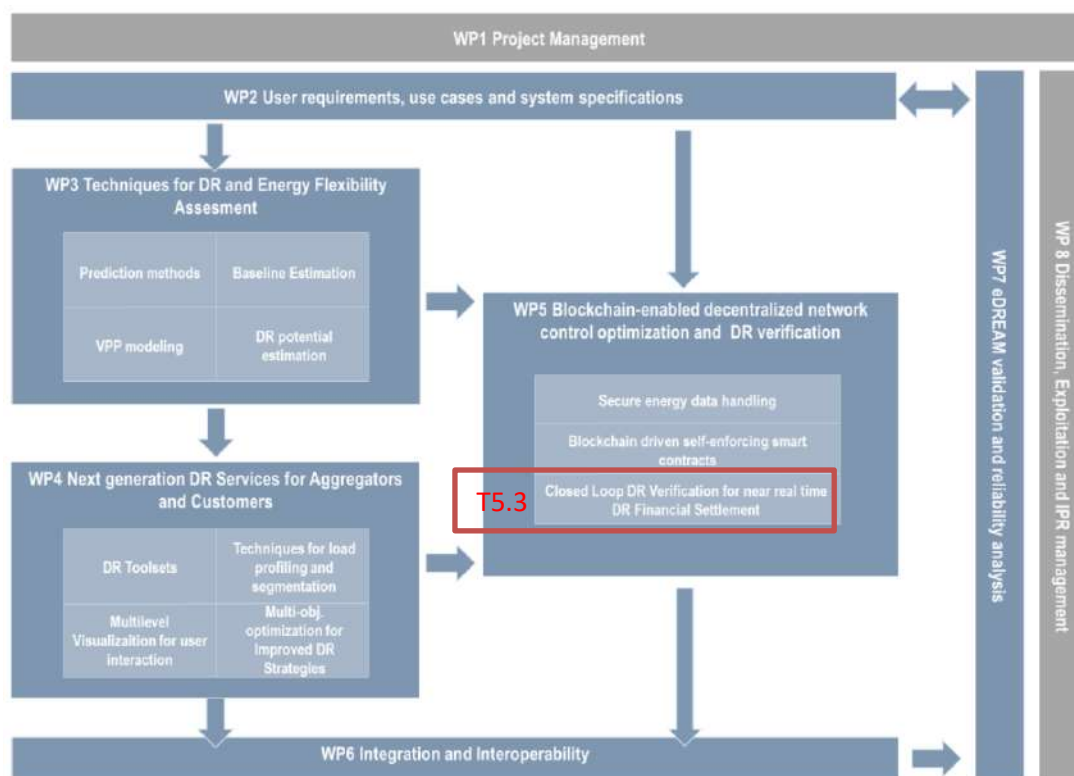 WP1 Project Management
WP2 User requirements, use cases and system specifications
WP3 Techniques for DR and Energy Flexibility
Assesment
Prediction methods
Baseline Estimation
VPP modeling
DR potential
estimation
WP4 Next generation DR Services for Aggregators
and Customers
DR Toolsets
Techniques for load
profiling and
segmentation
Multilevel
Visualizaition for user
interaction
Multi-obj.
optimization for
Improved DR
Strategies
WP5 Blockchain-enabled decentralized network
control optimization and DR verification
Secure energy data handling
Blockchain driven self-enforcing smart
contracts
T5.3
Closed Loop DR Verification for near real time
DR Financial Settlement
WP6 Integration and Interoperability
WP7 eDREAM validation and reliability analysis
WP 8 Dissemination, Exploitation and IPR management